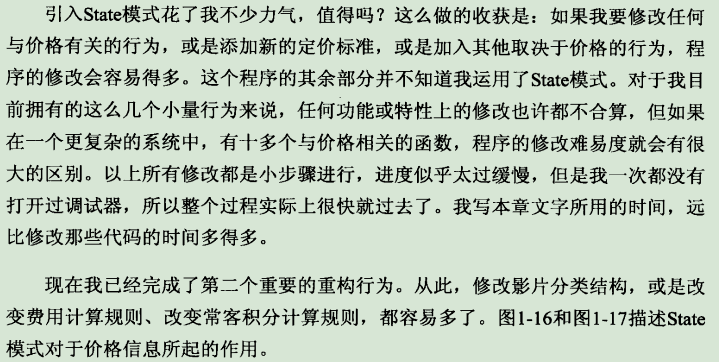 引入State模式花了我不少力气，值得吗？这么做的收获是：如果我要修改任何
与价格有关的行为，或是添加新的定价标准，或是加入其他取决于价格的行为，程
序的修改会容易得多。这个程序的其余部分并不知道我运用了State模式。对于我目
前拥有的这么几个小量行为来说，任何功能或特性上的修改也许都不合算，但如果
在一个更复杂的系统中，有十多个与价格相关的函数，程序的修改难易度就会有很
大的区别。以上所有修改都是小步骤进行，进度似乎太过缓慢，但是我一次都没有
打开过调试器，所以整个过程实际上很快就过去了。我写本章文字所用的时间，远
比修改那些代码的时间多得多。
现在我已经完成了第二个重要的重构行为。从此，修改影片分类结构，或是改
变费用计算规则、改变常客积分计算规则，都容易多了。图1-16和图1-17描述State
模式对于价格信息所起的作用。